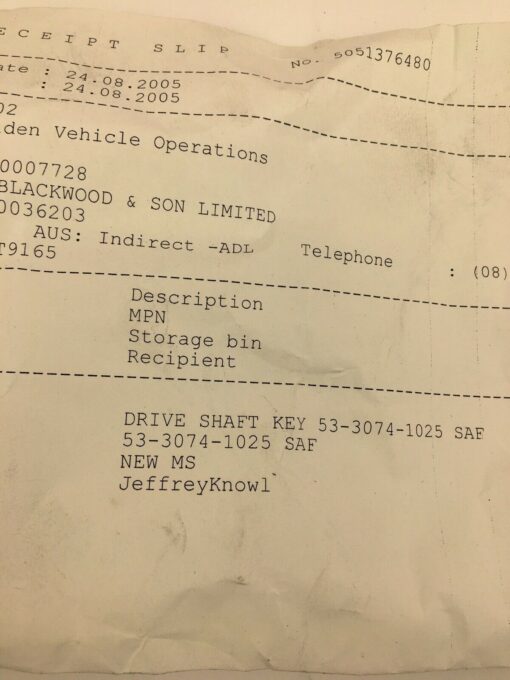 ECEIPT SLIP No. 5051376480
ate : 24.08.2005
: 24.08.2005
02
den Vehicle Operations
0007728
BLACKWOOD & SON LIMITED
0036203
AUS: Indirect -ADL Telephone : (08)
T9165
Description
MPN
Storage bin
Recipient
DRIVE SHAFT KEY 53-3074-1025 SAF
53-3074-1025 SAF
NEW MS
JeffreyKnowl